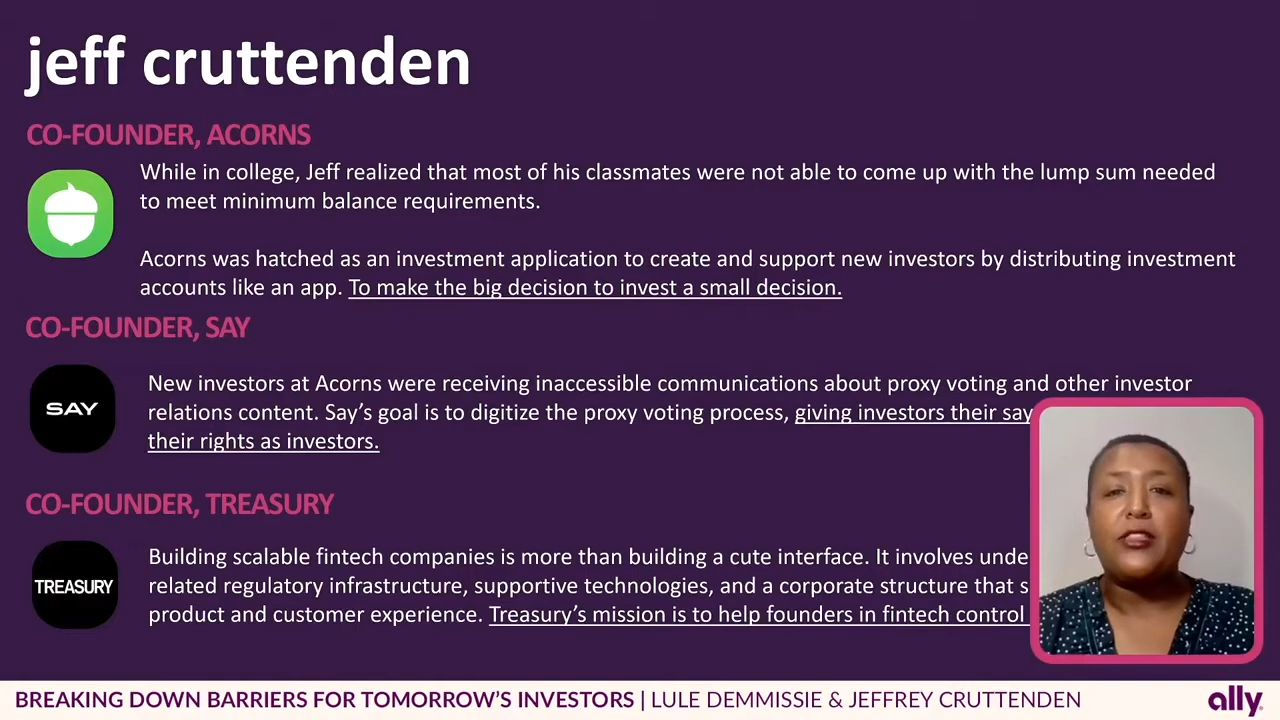 jeff cruttenden
CO-FOUNDER, ACORNS
While in college, Jeff realized that most of his classmates were not able to come up with the lump sum needed
to meet minimum balance requirements.
Acorns was hatched as an investment application to create and support new investors by distributing investment
accounts like an app. To make the big decision to invest a small decision.
CO-FOUNDER, SAY
SAY
New investors at Acorns were receiving inaccessible communications about proxy voting and other investor
relations content. Say’s goal is to digitize the proxy voting process, giving investors their say
their rights as investors.
CO-FOUNDER, TREASURY
TREASURY
Building scalable fintech companies is more than building a cute interface. It involves unde
related regulatory infrastructure, supportive technologies, and a corporate structure that s
product and customer experience. Treasury’s mission is to help founders in fintech control
BREAKING DOWN BARRIERS FOR TOMORROW’S INVESTORS | LULE DEMMISSIE & JEFFREY CRUTTENDEN
ally